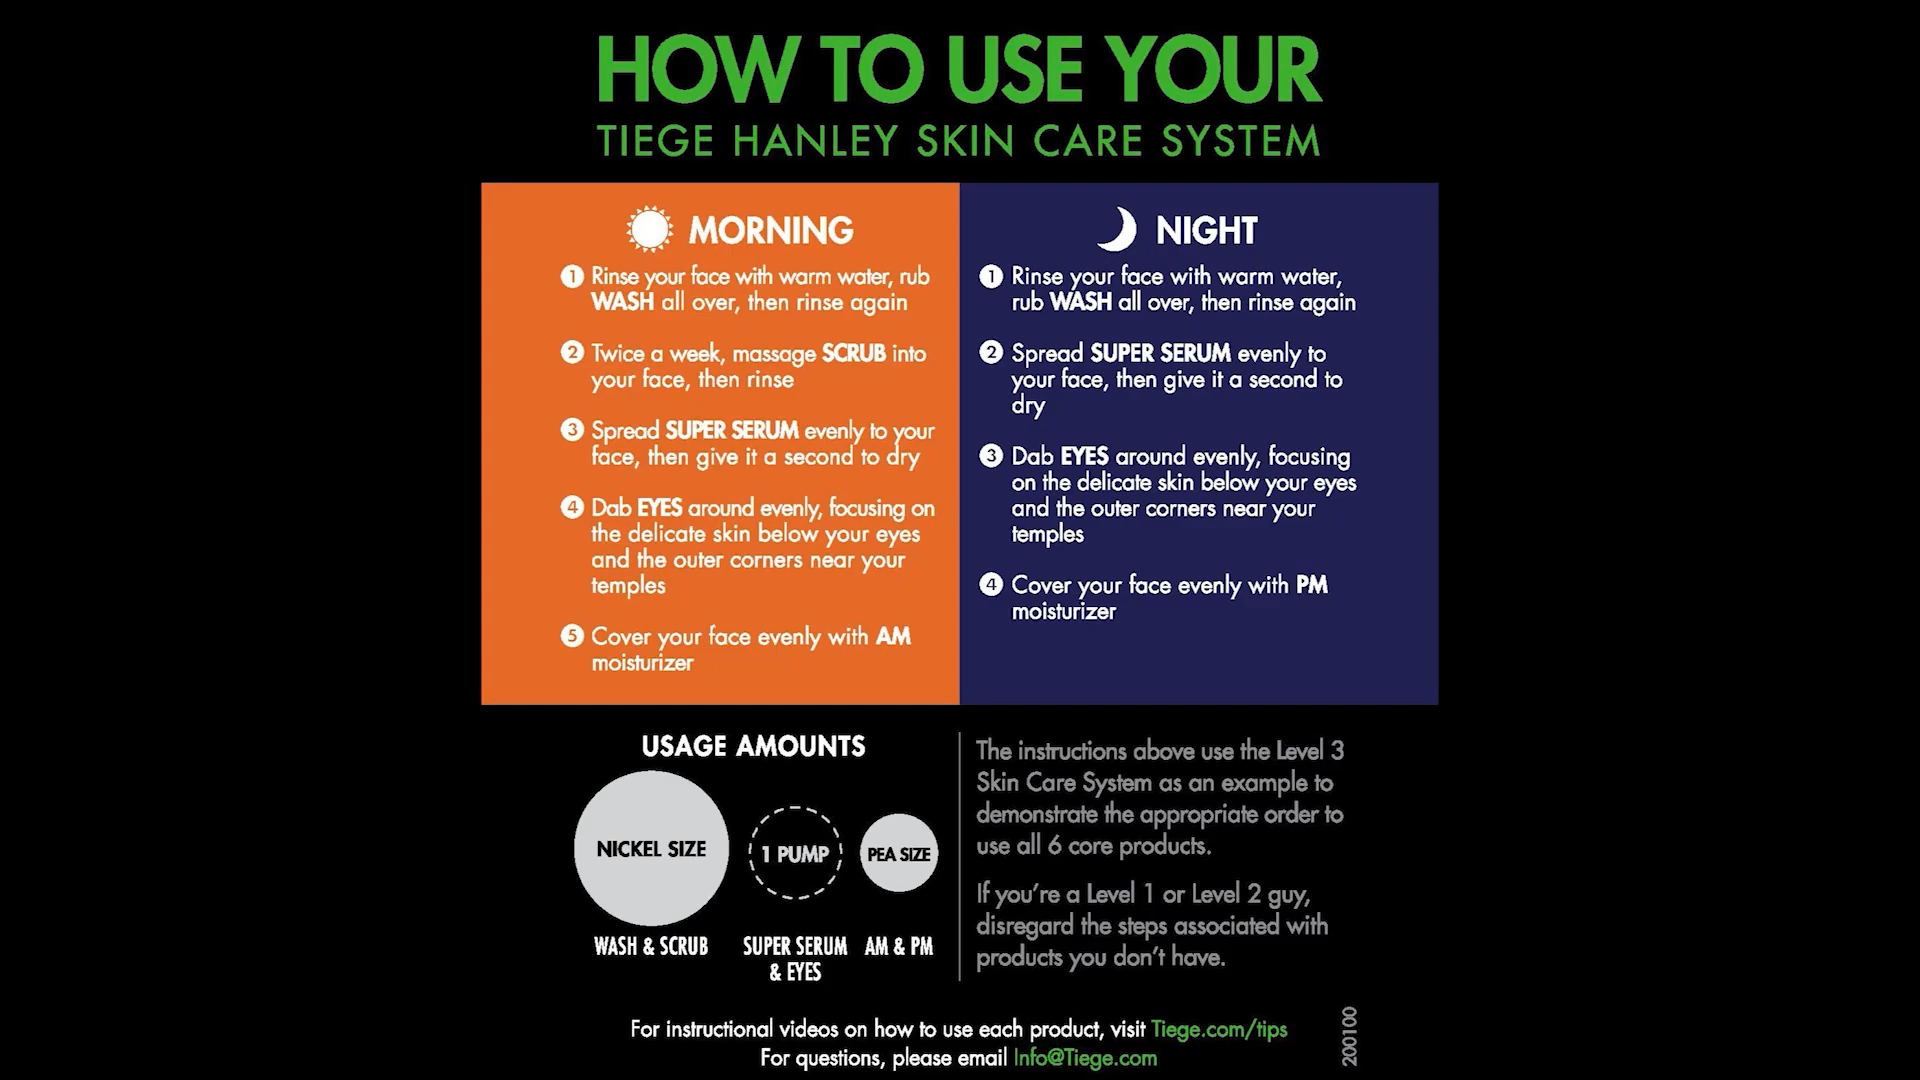 HOW TO USE YOUR
TIEGE HANLEY SKIN CARE SYSTEM
MORNING
1 Rinse your face with warm water, rub
WASH all over, then rinse again
2 Twice a week, massage SCRUB into
your face, then rinse
3 Spread SUPER SERUM evenly to your
face, then give it a second to dry
4 Dab EYES around evenly, focusing on
the delicate skin below your eyes
and the outer corners near your
temples
5 Cover your face evenly with AM
moisturizer
NIGHT
1 Rinse your face with warm water,
rub WASH all over, then rinse again
2 Spread SUPER SERUM evenly to
your face, then give it a second to
dry
3 Dab EYES around evenly, focusing
on the delicate skin below your eyes
and the outer corners near your
temples
4 Cover your face evenly with PM
moisturizer
USAGE AMOUNTS
NICKEL SIZE
WASH & SCRUB
1 PUMP
SUPER SERUM
& EYES
PEA SIZE
AM & PM
The instructions above use the Level 3
Skin Care System as an example to
demonstrate the appropriate order to
use all 6 core products.
If you're a Level 1 or Level 2 guy,
disregard the steps associated with
products you don't have.
For instructional videos on how to use each product, visit Tiege.com/tips
For questions, please email Info@Tiege.com
200100